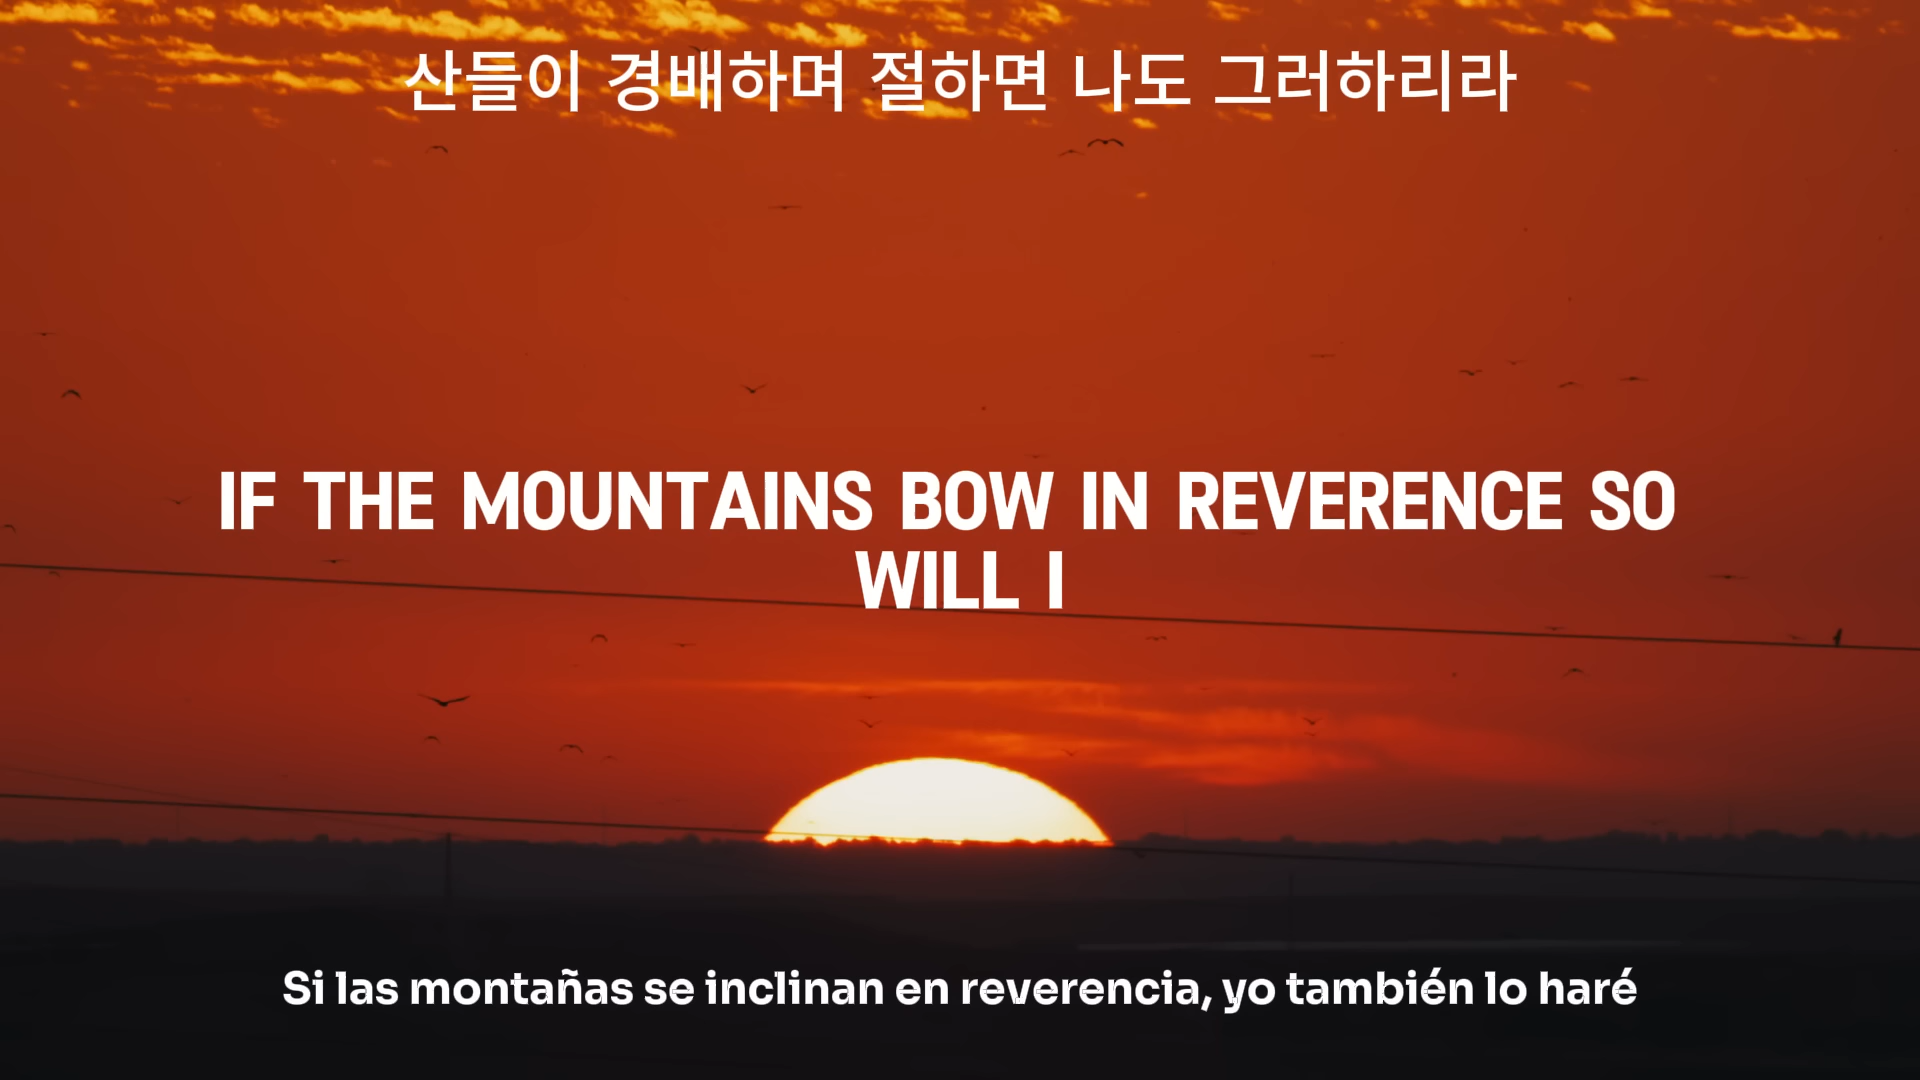 산들이 경배하며 절하면 나도 그러하리라
IF THE MOUNTAINS BOW IN REVERENCE SO
WILL I
Si las montañas se inclinan en reverencia, yo también lo haré